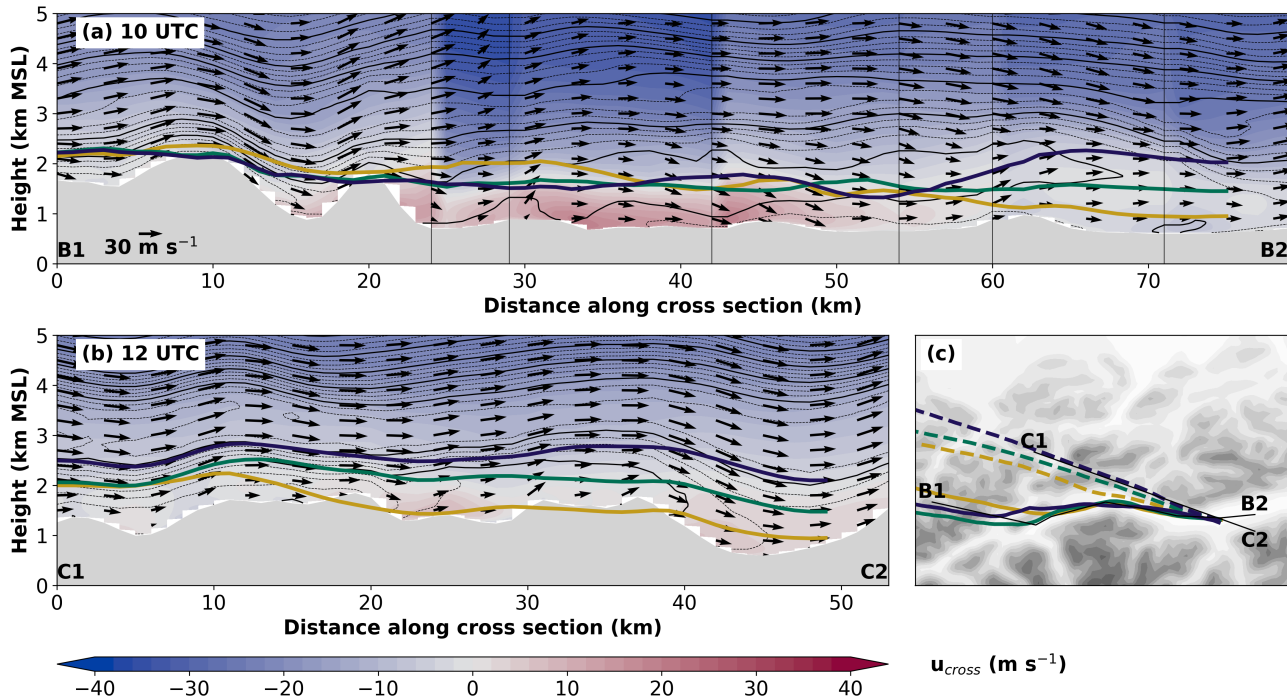 (a) 10 UTC
5
4
3
2
1
0
Height (km MSL)
B1
30 m s⁻¹
B2
0 10 20 30 40 50 60 70
Distance along cross section (km)
(b) 12 UTC
5
4
3
2
1
0
Height (km MSL)
C1
C2
0 10 20 30 40 50
Distance along cross section (km)
(c)
C1
B1
B2
C2
−40 −30 −20 −10 0 10 20 30 40
u_cross (m s⁻¹)